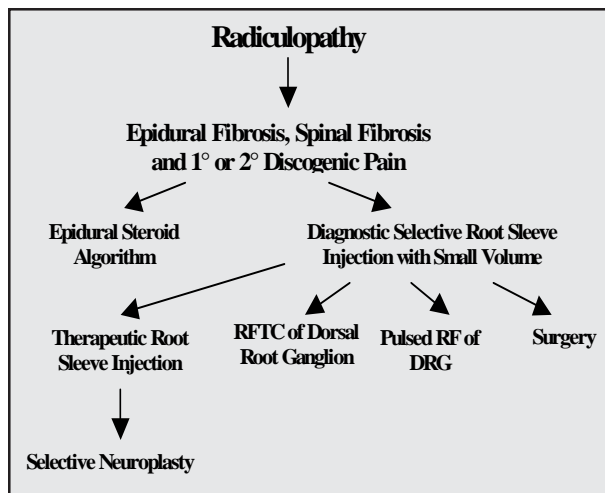 Radiculopathy
Epidural Fibrosis, Spinal Fibrosis
and 1° or 2° Discogenic Pain
Epidural Steroid
Algorithm
Diagnostic Selective Root Sleeve
Injection with Small Volume
Therapeutic Root
Sleeve Injection
RFTC of Dorsal
Root Ganglion
Pulsed RF of
DRG
Surgery
Selective Neuroplasty